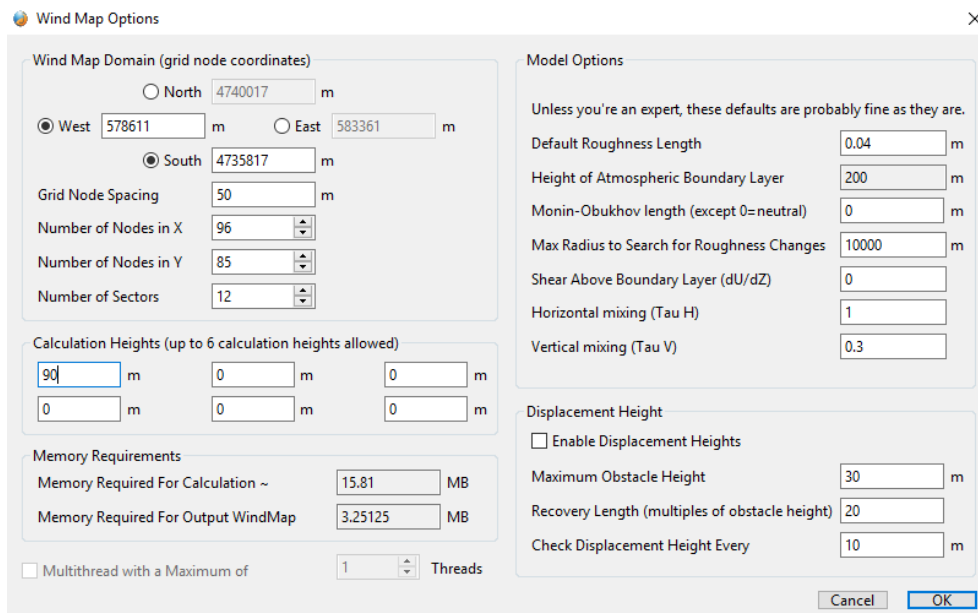 Wind Map Options
Wind Map Domain (grid node coordinates)
North 4740017 m
West 578611 m East 583361 m
South 4735817 m
Grid Node Spacing 50 m
Number of Nodes in X 96
Number of Nodes in Y 85
Number of Sectors 12
Calculation Heights (up to 6 calculation heights allowed)
90 m 0 m 0 m
0 m 0 m 0 m
Memory Requirements
Memory Required For Calculation ~ 15.81 MB
Memory Required For Output WindMap 3.25125 MB
Multithread with a Maximum of 1 Threads
Model Options
Unless you're an expert, these defaults are probably fine as they are.
Default Roughness Length 0.04 m
Height of Atmospheric Boundary Layer 200 m
Monin-Obukhov length (except 0=neutral) 0 m
Max Radius to Search for Roughness Changes 10000 m
Shear Above Boundary Layer (dU/dZ) 0
Horizontal mixing (Tau H) 1
Vertical mixing (Tau V) 0.3
Displacement Height
Enable Displacement Heights
Maximum Obstacle Height 30 m
Recovery Length (multiples of obstacle height) 20
Check Displacement Height Every 10 m
Cancel OK